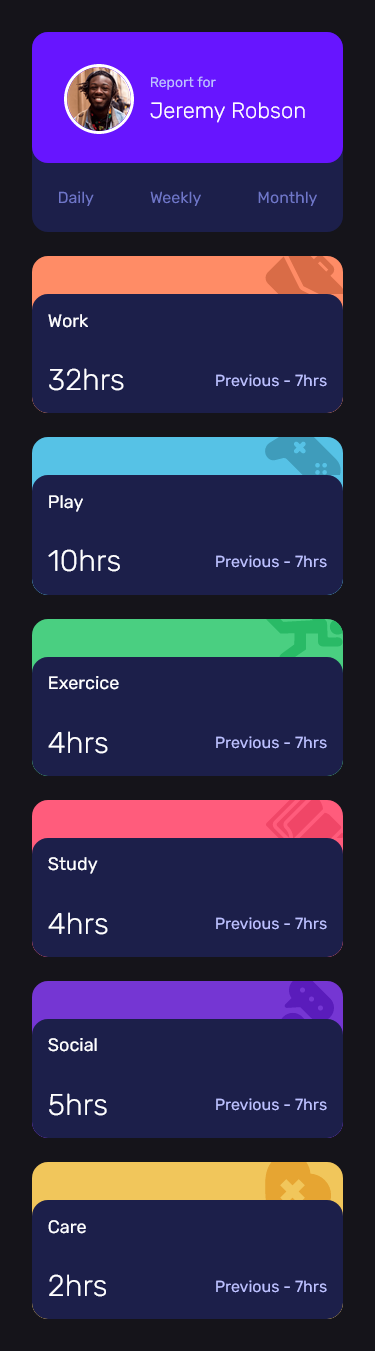 Report for
Jeremy Robson
Daily Weekly Monthly
Work
32hrs Previous - 7hrs
Play
10hrs Previous - 7hrs
Exercice
4hrs Previous - 7hrs
Study
4hrs Previous - 7hrs
Social
5hrs Previous - 7hrs
Care
2hrs Previous - 7hrs